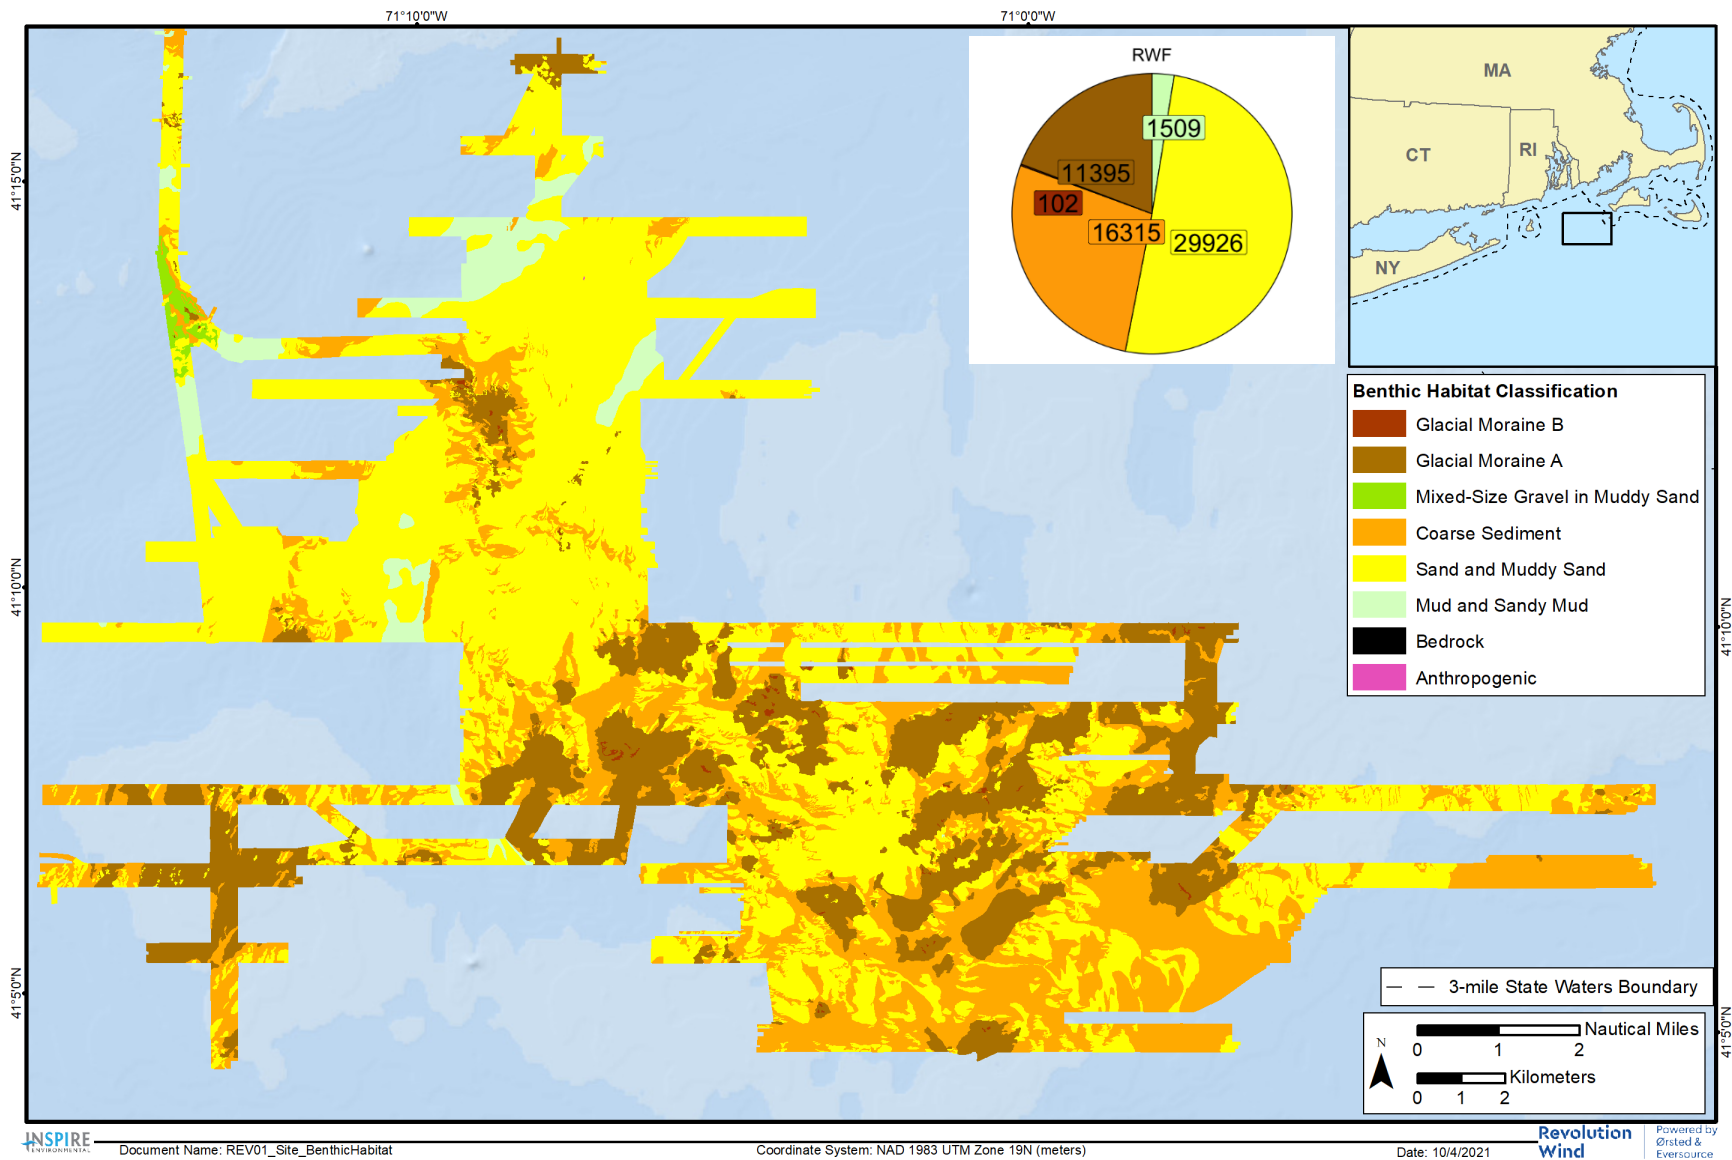 71°10'0"W
71°0'0"W
RWF
1509
11395
102
16315
29926
MA
CT
RI
NY
41°15'0"N
41°10'0"N
41°5'0"N
41°10'0"N
41°5'0"N
Benthic Habitat Classification
Glacial Moraine B
Glacial Moraine A
Mixed-Size Gravel in Muddy Sand
Coarse Sediment
Sand and Muddy Sand
Mud and Sandy Mud
Bedrock
Anthropogenic
3-mile State Waters Boundary
N
Nautical Miles
0 1 2
Kilometers
0 1 2
INSPIRE
ENVIRONMENTAL
Document Name: REV01_Site_BenthicHabitat
Coordinate System: NAD 1983 UTM Zone 19N (meters)
Date: 10/4/2021
Revolution
Wind
Powered by
Ørsted &
Eversource